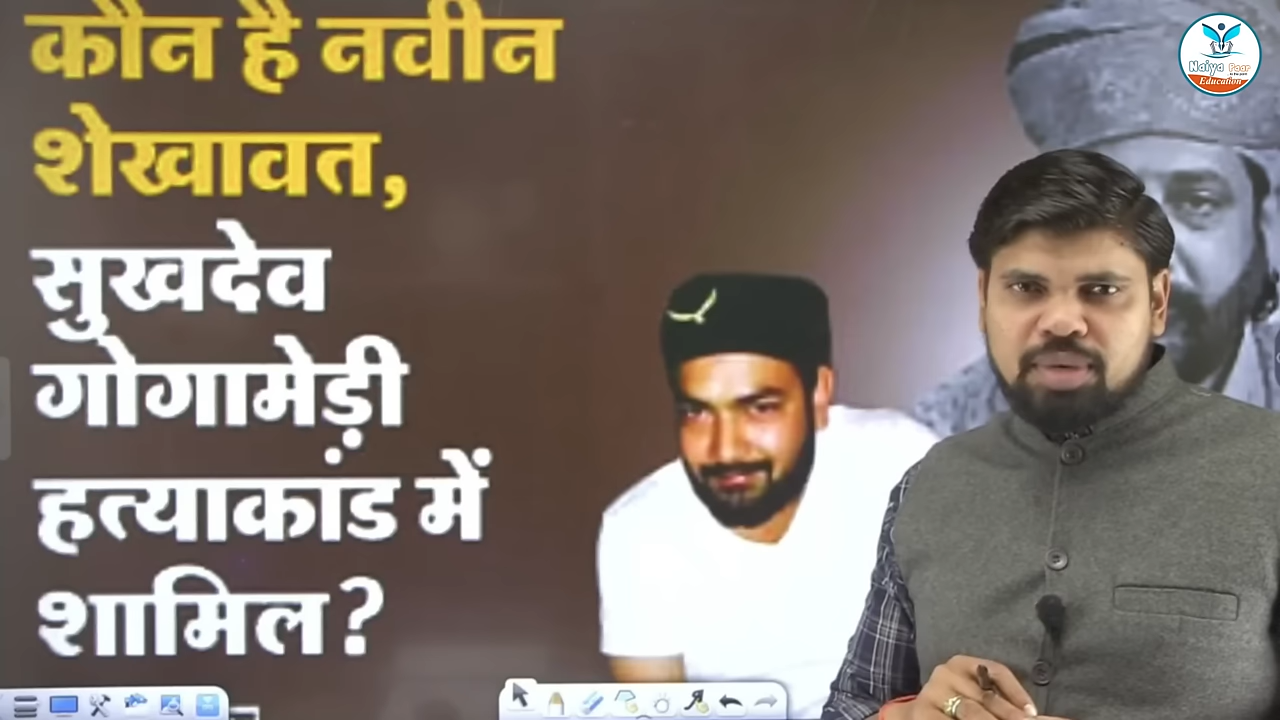 कौन है नवीन
शेखावत,
सुखदेव
गोगामेड़ी
हत्याकांड में
शामिल?
Naiya Paar
Education